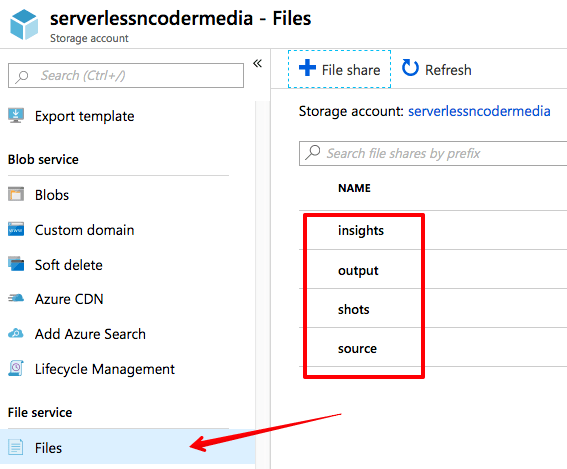 serverlessncodermedia - Files
Storage account
Search (Ctrl+/)
«
Export template
Blob service
Blobs
Custom domain
Soft delete
Azure CDN
Add Azure Search
Lifecycle Management
File service
Files
File share
Refresh
Storage account: serverlessncodermedia
Search file shares by prefix
NAME
insights
output
shots
source